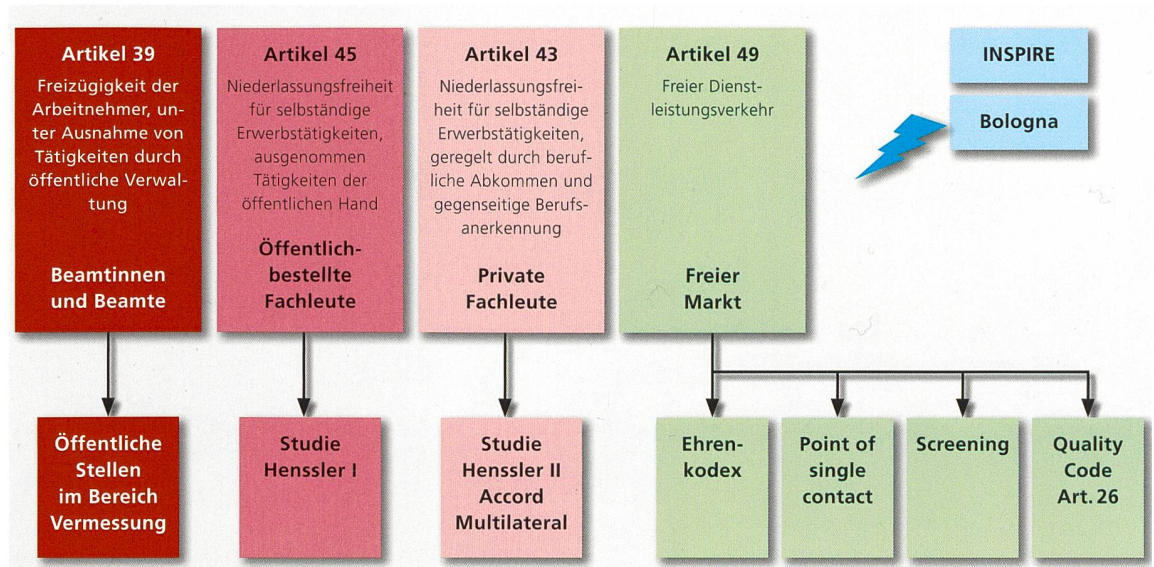 Artikel 39
Freizügigkeit der
Arbeitnehmer, un-
ter Ausnahme von
Tätigkeiten durch
öffentliche Verwal-
tung
Beamtinnen
und Beamte
Artikel 45
Niederlassungsfreiheit
für selbständige
Erwerbstätigkeiten,
ausgenommen
Tätigkeiten der
öffentlichen Hand
Öffentlich-
bestellte
Fachleute
Artikel 43
Niederlassungsfrei-
heit für selbständige
Erwerbstätigkeiten,
geregelt durch beruf-
liche Abkommen und
gegenseitige Berufs-
anerkennung
Private
Fachleute
Artikel 49
Freier Dienst-
leistungsverkehr
Freier
Markt
INSPIRE
Bologna
Öffentliche
Stellen
im Bereich
Vermessung
Studie
Henssler I
Studie
Henssler II
Accord
Multilateral
Ehren-
kodex
Point of
single
contact
Screening
Quality
Code
Art. 26